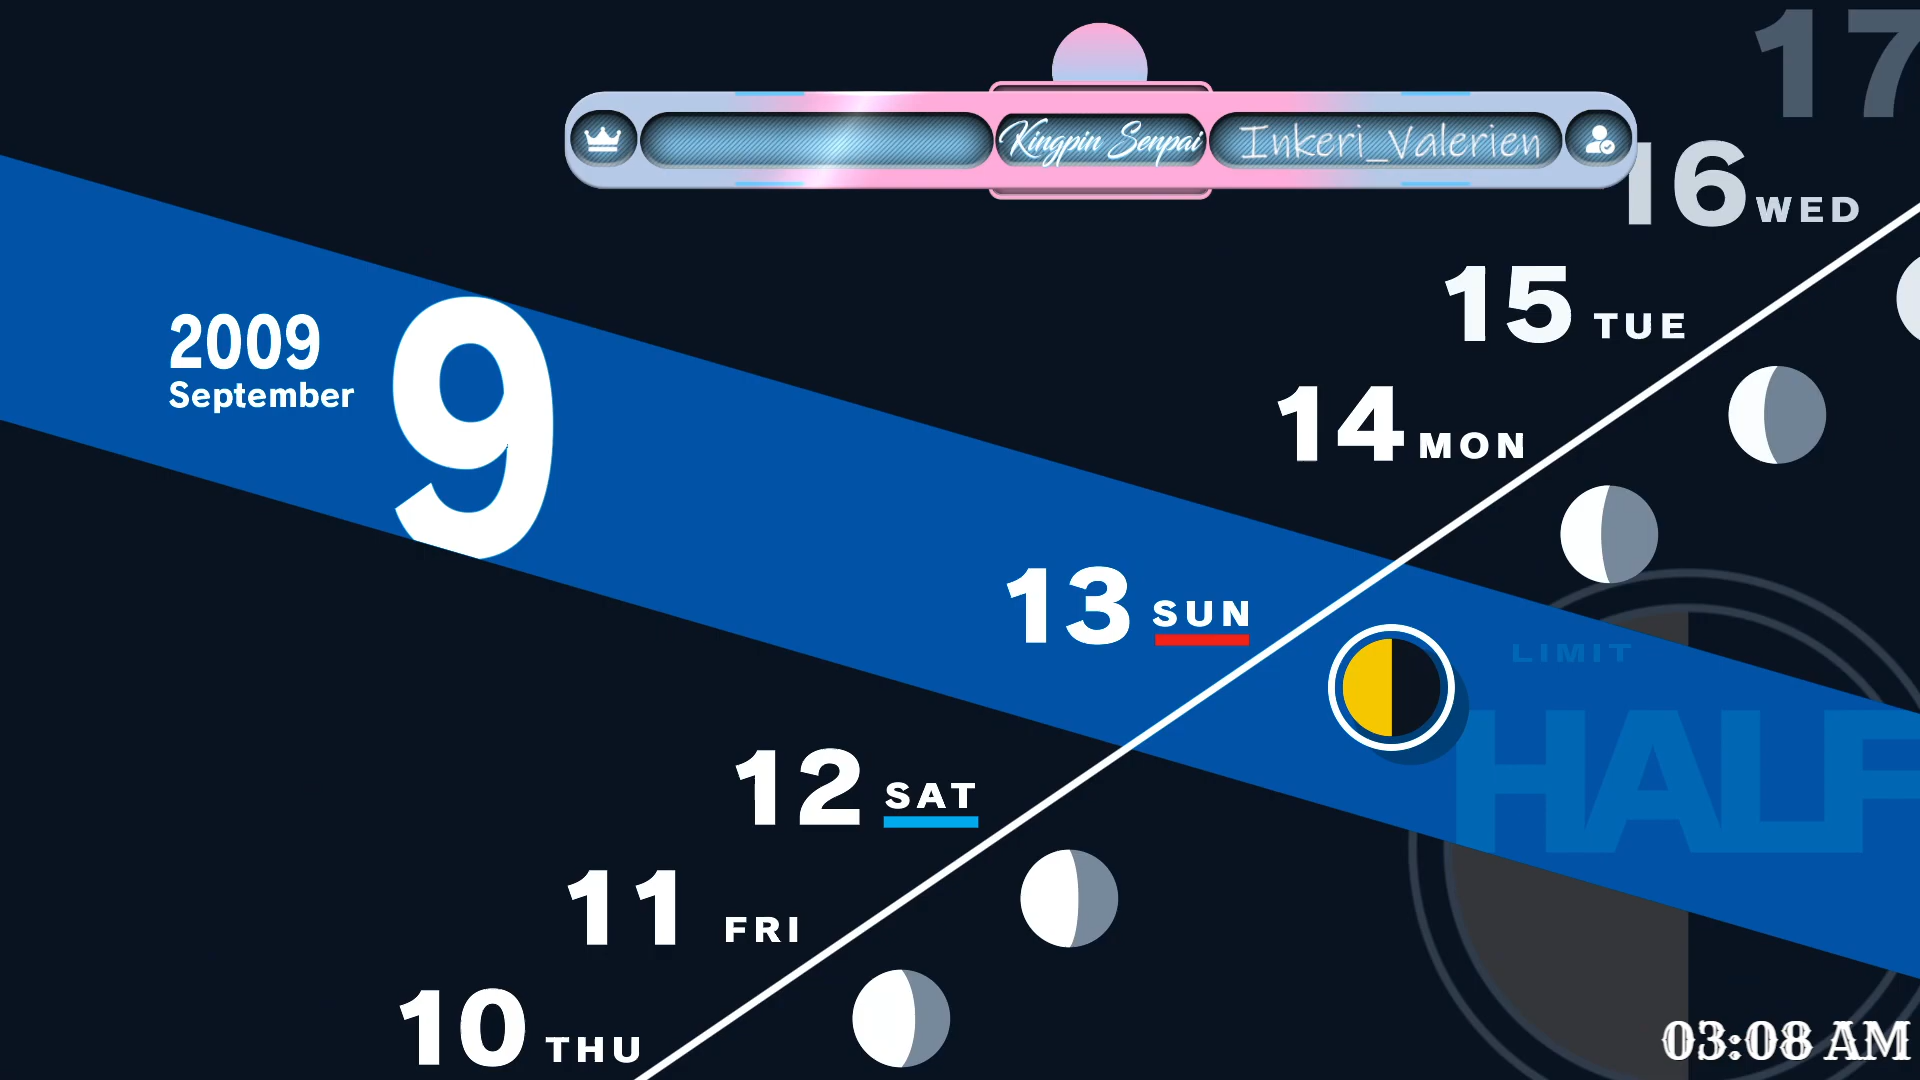 17
Kingpin Senpai
Inkeri_Valerien
16 WED
15 TUE
2009
September
9
14 MON
13 SUN
LIMIT
HALF
12 SAT
11 FRI
10 THU
03:08 AM